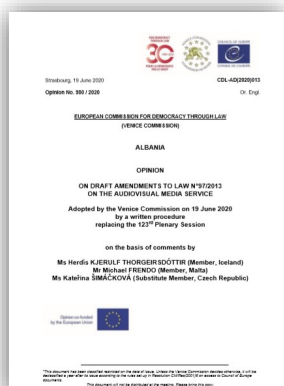 COUNCIL OF EUROPE
30
Strasbourg, 19 June 2020
CDL-AD(2020)013
Opinion No. 980 / 2020
Or. Engl.
EUROPEAN COMMISSION FOR DEMOCRACY THROUGH LAW
(VENICE COMMISSION)
ALBANIA
OPINION
ON DRAFT AMENDMENTS TO LAW N°97/2013
ON THE AUDIOVISUAL MEDIA SERVICE
Adopted by the Venice Commission on 19 June 2020
by a written procedure
replacing the 123rd Plenary Session
on the basis of comments by
Ms Herdís KJERULF THORGEIRSDÓTTIR (Member, Iceland)
Mr Michael FRENDO (Member, Malta)
Ms Kateřina ŠIMÁČKOVÁ (Substitute Member, Czech Republic)
Opinion co-funded
by the European Union
This document will not be distributed at the meeting. Please bring this copy.